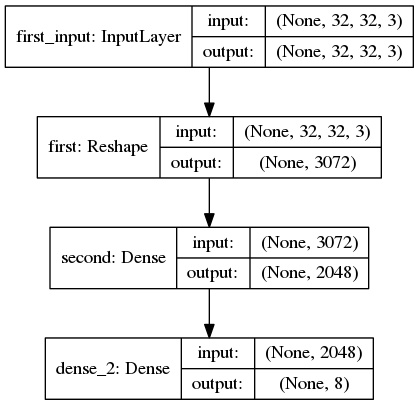 first_input: InputLayer
input: (None, 32, 32, 3)
output: (None, 32, 32, 3)
first: Reshape
input: (None, 32, 32, 3)
output: (None, 3072)
second: Dense
input: (None, 3072)
output: (None, 2048)
dense_2: Dense
input: (None, 2048)
output: (None, 8)